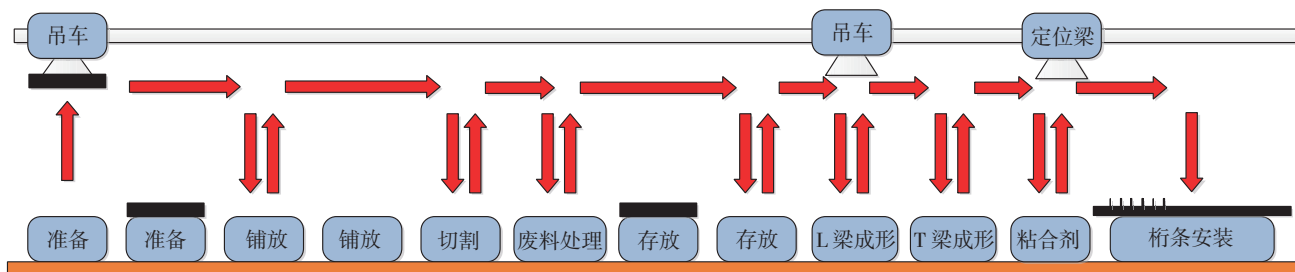 吊车
吊车
定位梁
准备
准备
铺放
铺放
切割
废料处理
存放
存放
L 梁成形
T 梁成形
粘合剂
桁条安装